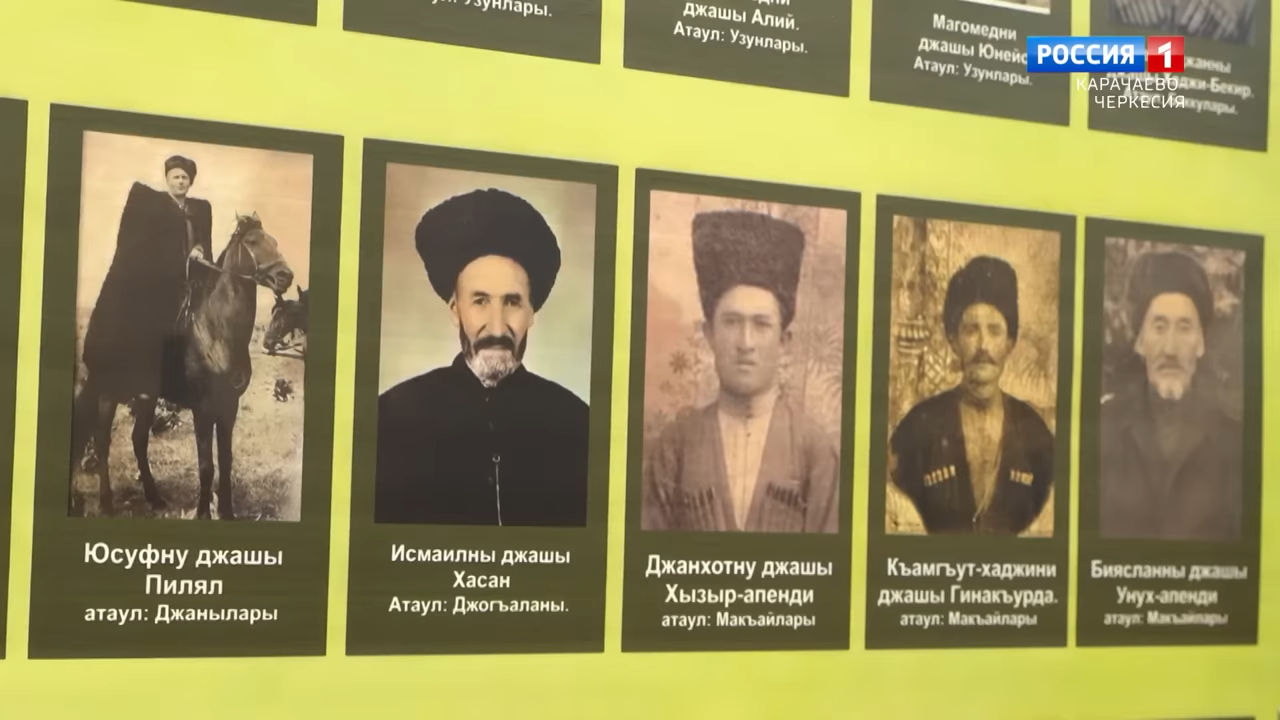 Узунлары.
джашы Алий.
Атаул: Узунлары.
Магомедни
джашы
Атаул: Узунлары.
РОССИЯ 1
КАРАЧАЕВО
ЧЕРКЕСИЯ
Юсуфну джашы
Пилял
атаул: Джанылары
Исмаилны джашы
Хасан
Атаул: Джогъаланы.
Джанхотну джашы
Хызыр-апенди
атаул: Макъайлары
Къамгъут-хаджини
джашы Гинакъурда.
атаул: Макъайлары
Биясланны джашы
Унух-апенди
атаул: Макъайлары